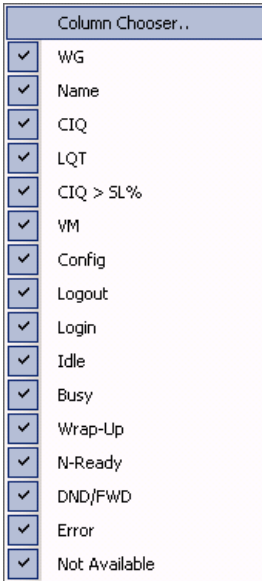 Column Chooser..
WG
Name
CIQ
LQT
CIQ > SL%
VM
Config
Logout
Login
Idle
Busy
Wrap-Up
N-Ready
DND/FWD
Error
Not Available